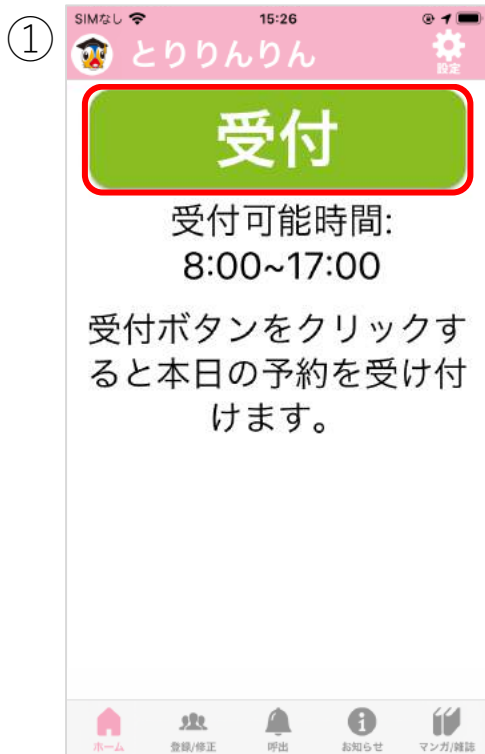 ①
SIMなし 15:26
とりりんりん
設定
受付
受付可能時間:
8:00~17:00
受付ボタンをクリックす
ると本日の予約を受け付
けます。
ホーム 登録/修正 呼出 お知らせ マンガ/雑誌